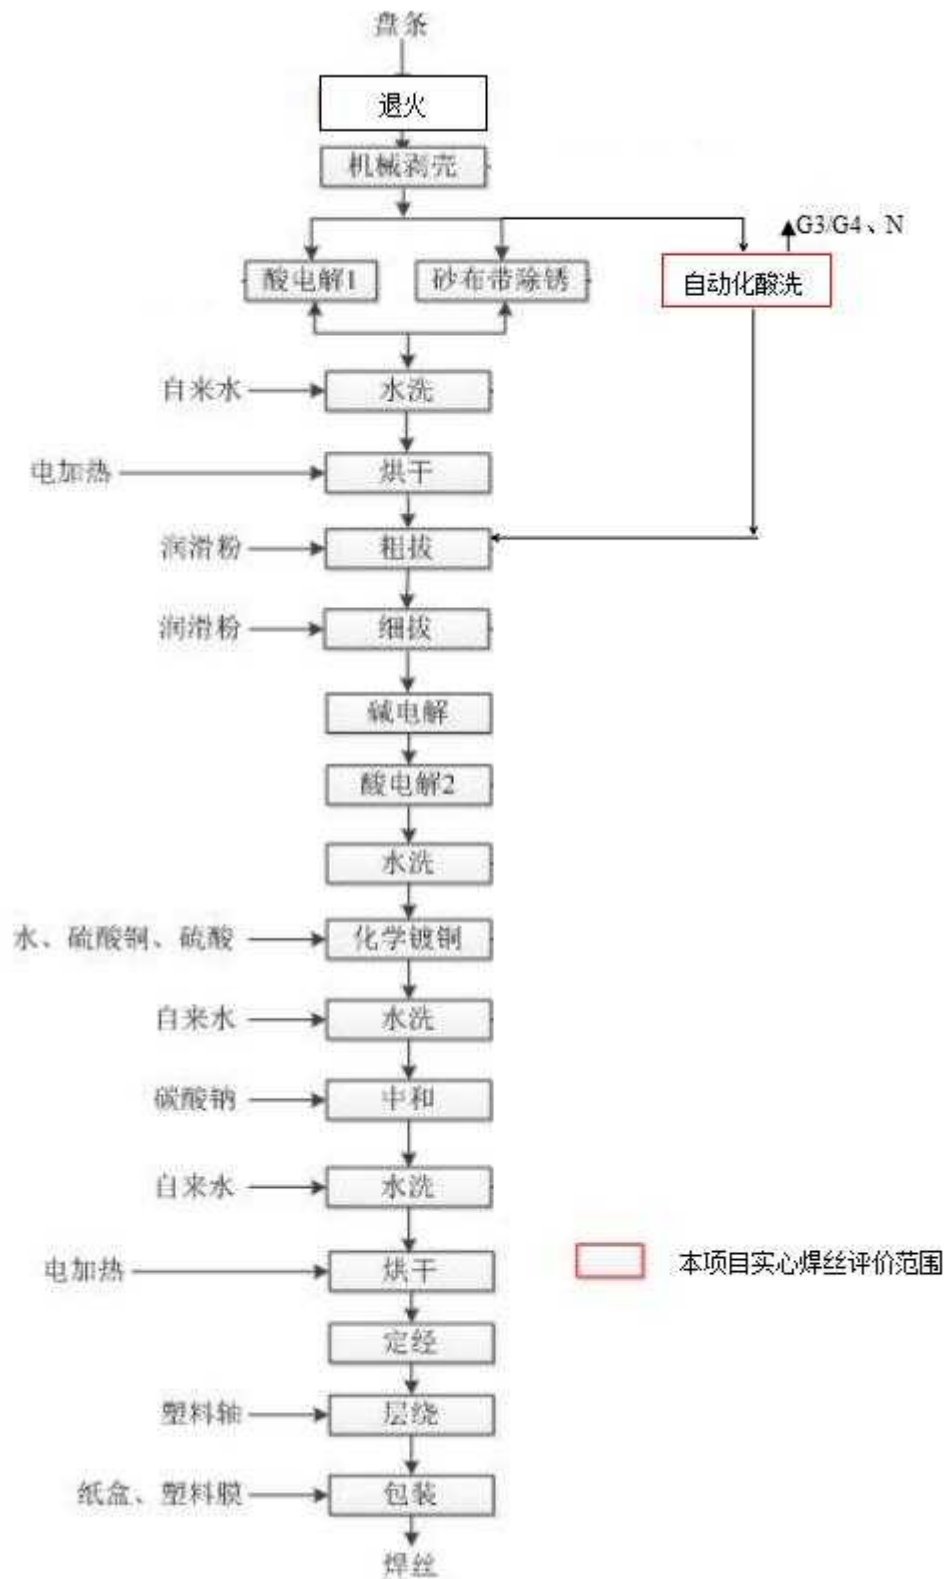 盘条
退火
机械剥壳
G3/G4、N
酸电解1
砂布带除锈
自动化酸洗
自来水
水洗
电加热
烘干
润滑粉
粗拔
润滑粉
细拔
碱电解
酸电解2
水洗
水、硫酸铜、硫酸
化学镀铜
自来水
水洗
碳酸钠
中和
自来水
水洗
电加热
烘干
本项目实心焊丝评价范围
定经
塑料轴
层绕
纸盒、塑料膜
包装
焊丝